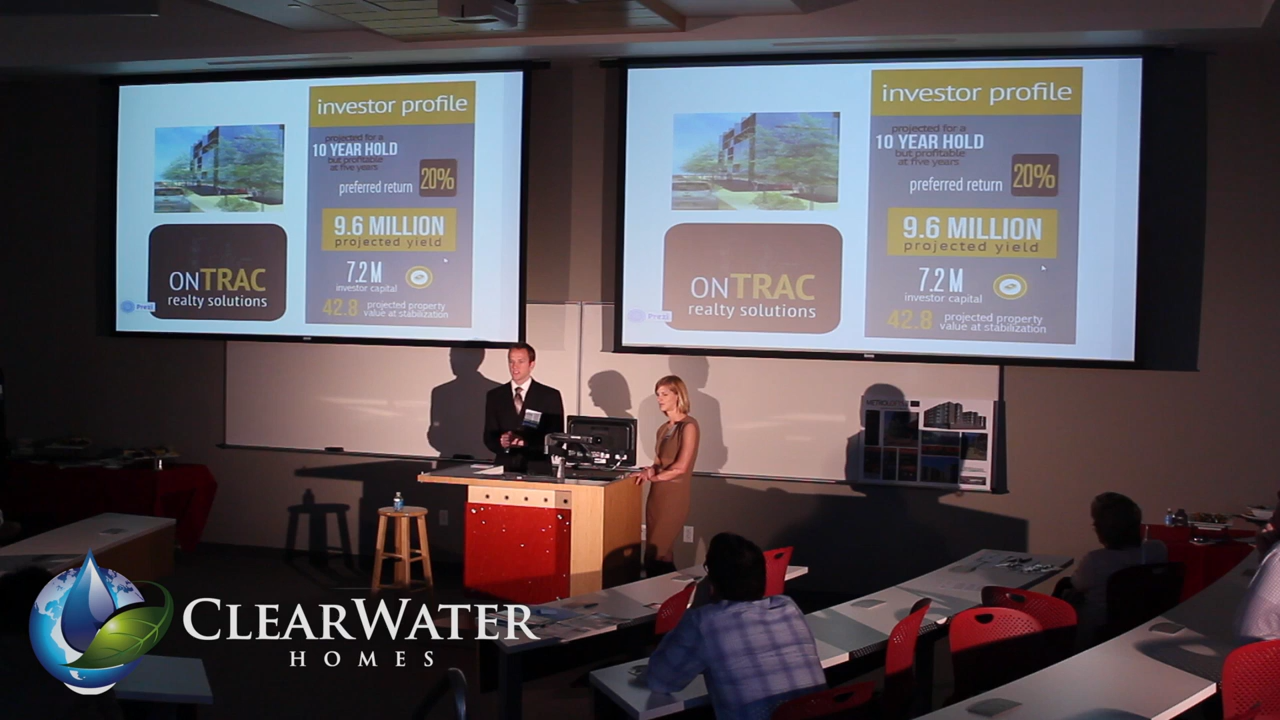 investor profile
projected for a
10 YEAR HOLD
but profitable
at five years
preferred return 20%
9.6 MILLION
projected yield
7.2 M
investor capital
42.8 projected property
value at stabilization
ONTRAC
realty solutions
Prezi
investor profile
projected for a
10 YEAR HOLD
but profitable
at five years
preferred return 20%
9.6 MILLION
projected yield
7.2 M
investor capital
42.8 projected property
value at stabilization
ONTRAC
realty solutions
Prezi
CLEARWATER
HOMES